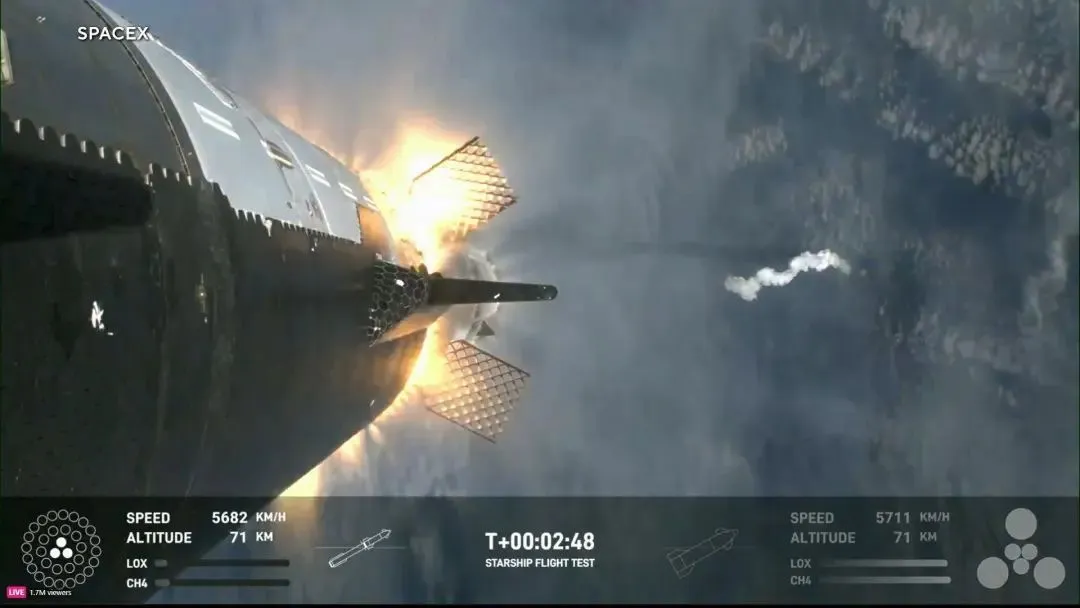 SPACEX
SPEED 5682 KM/H
ALTITUDE 71 KM
LOX
CH4
T+00:02:48
STARSHIP FLIGHT TEST
SPEED 5711 KM/H
ALTITUDE 71 KM
LOX
CH4
LIVE 1.7M viewers